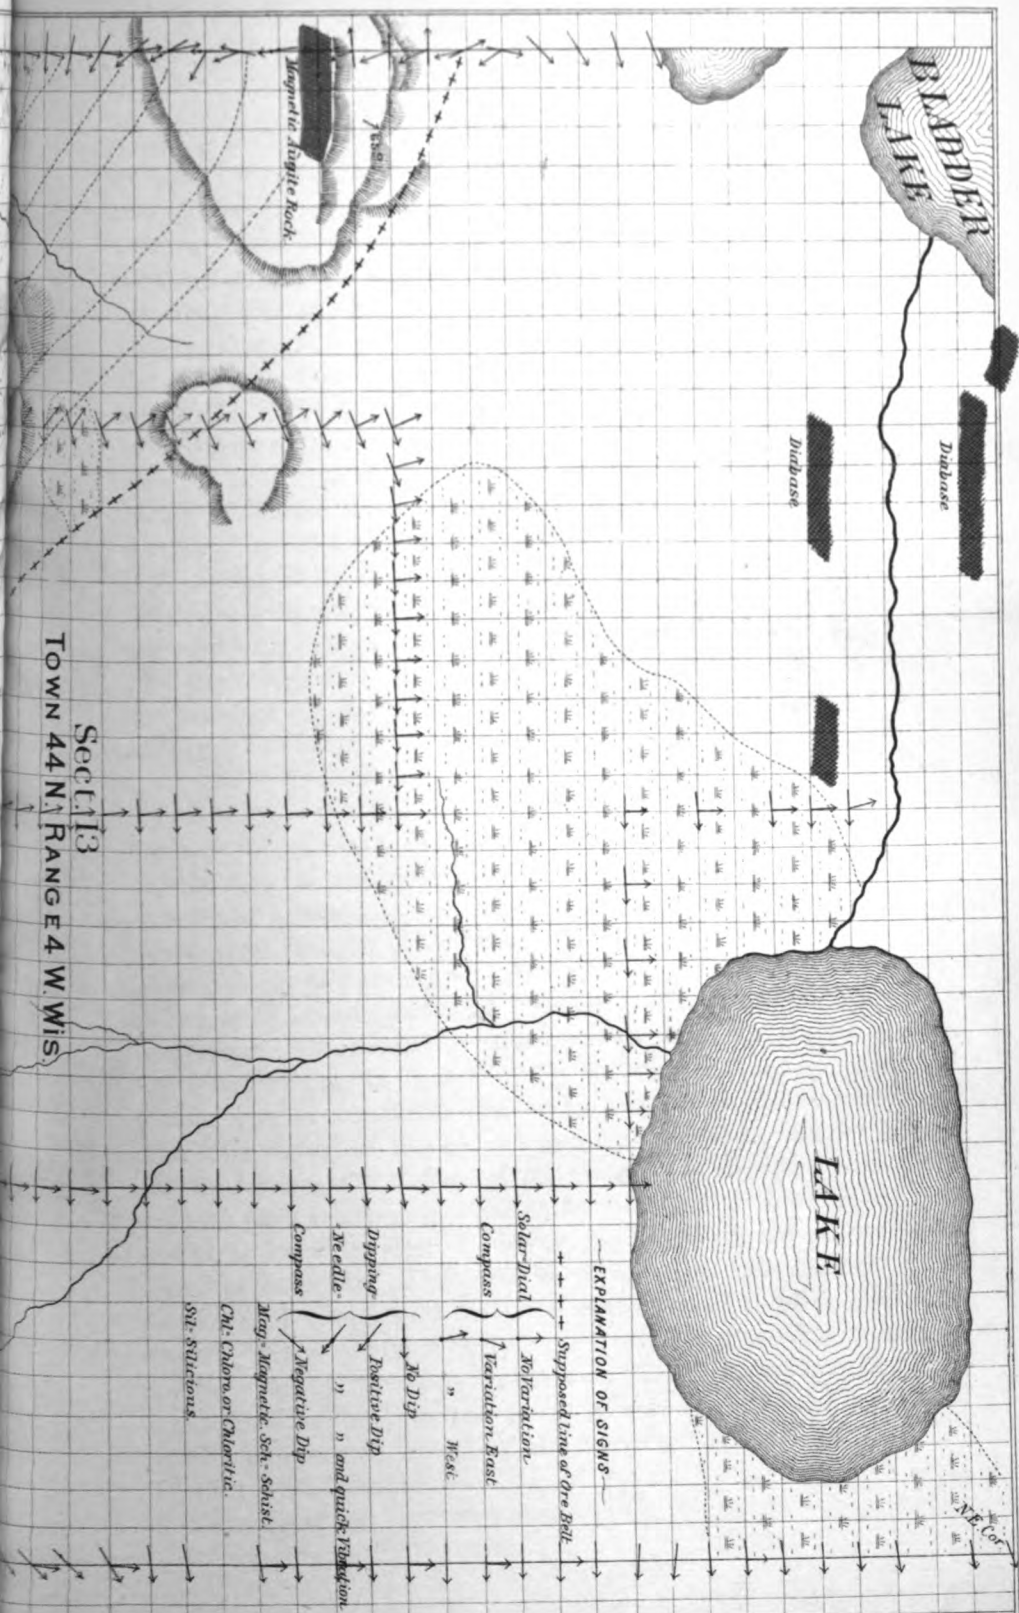 BLADDER
LAKE
Magnetic Augite Rock
Diabase
Diabase
LAKE
N.E. Cor
EXPLANATION OF SIGNS
+ + + + Supposed line of Ore Belt
Solar-Dial
Compass
No Variation
Variation East
" West
Dipping
Needle
Compass
No Dip
Positive Dip
" " and quick Vibration
Negative Dip
Mag= Magnetic. Sch= Schist.
Chl= Chloro, or Chloritic.
Sil= Silicious.
Sect. 13
TOWN 44 N. RANGE 4 W. WIS.